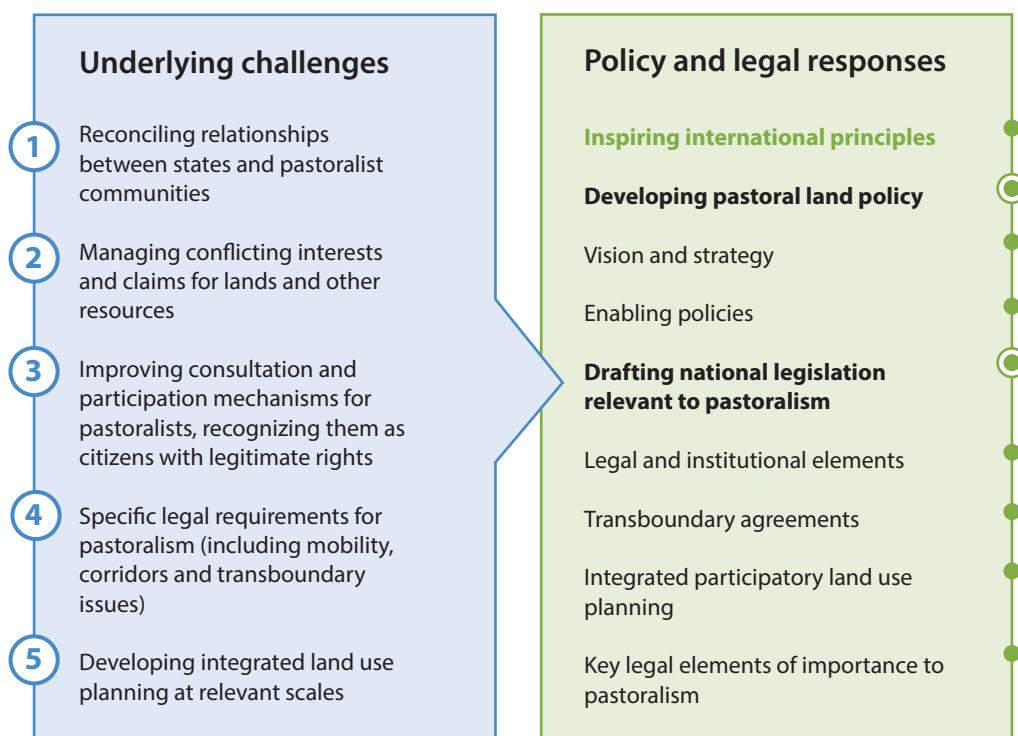 Underlying challenges
1
Reconciling relationships
between states and pastoralist
communities
2
Managing conflicting interests
and claims for lands and other
resources
3
Improving consultation and
participation mechanisms for
pastoralists, recognizing them as
citizens with legitimate rights
4
Specific legal requirements for
pastoralism (including mobility,
corridors and transboundary
issues)
5
Developing integrated land use
planning at relevant scales
Policy and legal responses
Inspiring international principles
Developing pastoral land policy
Vision and strategy
Enabling policies
Drafting national legislation
relevant to pastoralism
Legal and institutional elements
Transboundary agreements
Integrated participatory land use
planning
Key legal elements of importance to
pastoralism